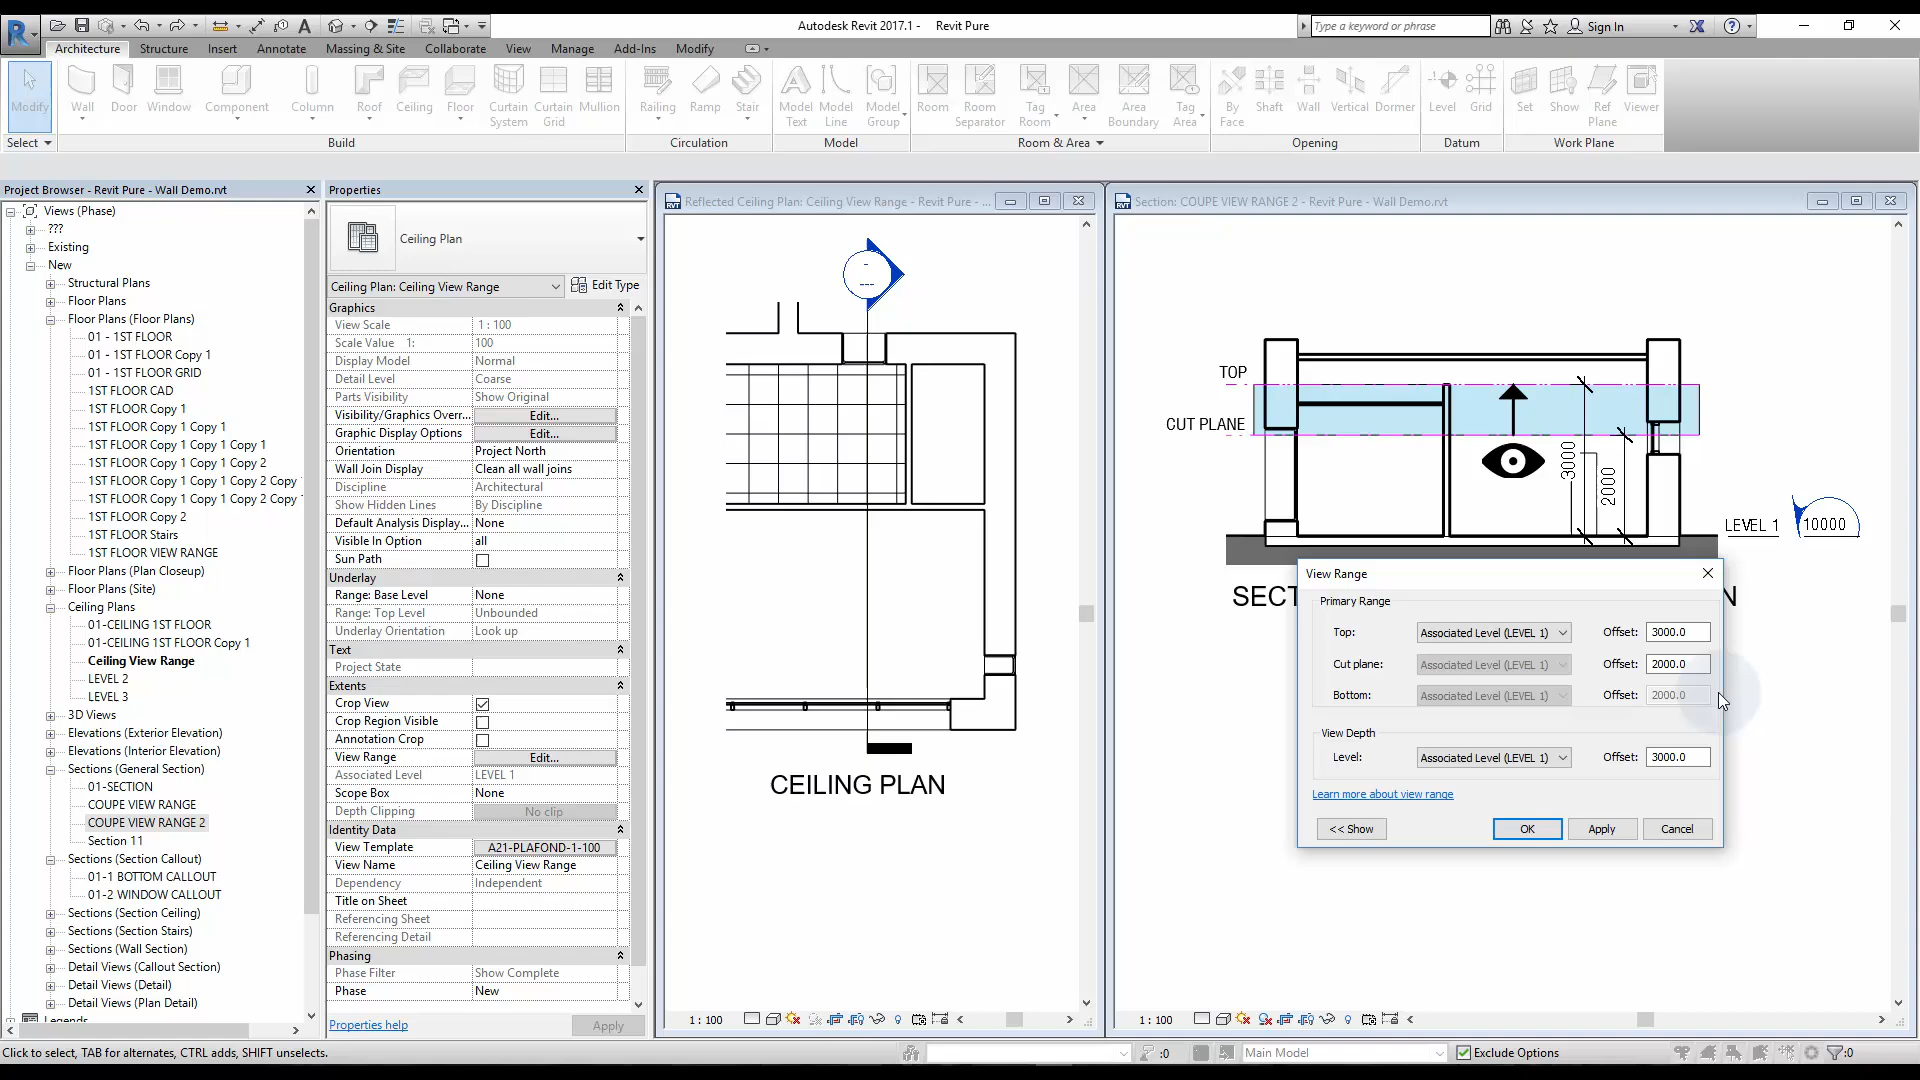 Autodesk Revit 2017.1 - Revit Pure
Type a keyword or phrase
Sign In
Architecture Structure Insert Annotate Massing & Site Collaborate View Manage Add-Ins Modify
Modify Wall Door Window Component Column Roof Ceiling Floor Curtain System Curtain Grid Mullion Railing Ramp Stair Model Text Model Line Model Group Room Room Separator Tag Room Area Area Boundary Tag Area By Face Shaft Wall Vertical Dormer Level Grid Set Show Ref Plane Viewer
Select Build Circulation Model Room & Area Opening Datum Work Plane
Project Browser - Revit Pure - Wall Demo.rvt
Views (Phase)
???
Existing
New
Structural Plans
Floor Plans
Floor Plans (Floor Plans)
01 - 1ST FLOOR
01 - 1ST FLOOR Copy 1
01 - 1ST FLOOR GRID
1ST FLOOR CAD
1ST FLOOR Copy 1
1ST FLOOR Copy 1 Copy 1
1ST FLOOR Copy 1 Copy 1 Copy 1
1ST FLOOR Copy 1 Copy 1 Copy 2
1ST FLOOR Copy 1 Copy 1 Copy 2 Copy
1ST FLOOR Copy 1 Copy 1 Copy 2 Copy
1ST FLOOR Copy 2
1ST FLOOR Stairs
1ST FLOOR VIEW RANGE
Floor Plans (Plan Closeup)
Floor Plans (Site)
Ceiling Plans
01-CEILING 1ST FLOOR
01-CEILING 1ST FLOOR Copy 1
Ceiling View Range
LEVEL 2
LEVEL 3
3D Views
Elevations (Exterior Elevation)
Elevations (Interior Elevation)
Sections (General Section)
01-SECTION
COUPE VIEW RANGE
COUPE VIEW RANGE 2
Section 11
Sections (Section Callout)
01-1 BOTTOM CALLOUT
01-2 WINDOW CALLOUT
Sections (Section Ceiling)
Sections (Section Stairs)
Sections (Wall Section)
Detail Views (Callout Section)
Detail Views (Detail)
Detail Views (Plan Detail)
Legends
Properties
Ceiling Plan
Ceiling Plan: Ceiling View Range Edit Type
Graphics
View Scale 1 : 100
Scale Value 1: 100
Display Model Normal
Detail Level Coarse
Parts Visibility Show Original
Visibility/Graphics Overr... Edit...
Graphic Display Options Edit...
Orientation Project North
Wall Join Display Clean all wall joins
Discipline Architectural
Show Hidden Lines By Discipline
Default Analysis Display... None
Visible In Option all
Sun Path
Underlay
Range: Base Level None
Range: Top Level Unbounded
Underlay Orientation Look up
Text
Project State
Extents
Crop View
Crop Region Visible
Annotation Crop
View Range Edit...
Associated Level LEVEL 1
Scope Box None
Depth Clipping No clip
Identity Data
View Template A21-PLAFOND-1-100
View Name Ceiling View Range
Dependency Independent
Title on Sheet
Referencing Sheet
Referencing Detail
Phasing
Phase Filter Show Complete
Phase New
Properties help Apply
Reflected Ceiling Plan: Ceiling View Range - Revit Pure - ...
CEILING PLAN
1 : 100
Section: COUPE VIEW RANGE 2 - Revit Pure - Wall Demo.rvt
TOP
CUT PLANE
3000
2000
LEVEL 1 10000
SECT N
View Range
Primary Range
Top: Associated Level (LEVEL 1) Offset: 3000.0
Cut plane: Associated Level (LEVEL 1) Offset: 2000.0
Bottom: Associated Level (LEVEL 1) Offset: 2000.0
View Depth
Level: Associated Level (LEVEL 1) Offset: 3000.0
Learn more about view range
<< Show OK Apply Cancel
1 : 100
Click to select, TAB for alternates, CTRL adds, SHIFT unselects.
:0
Main Model
Exclude Options
:0